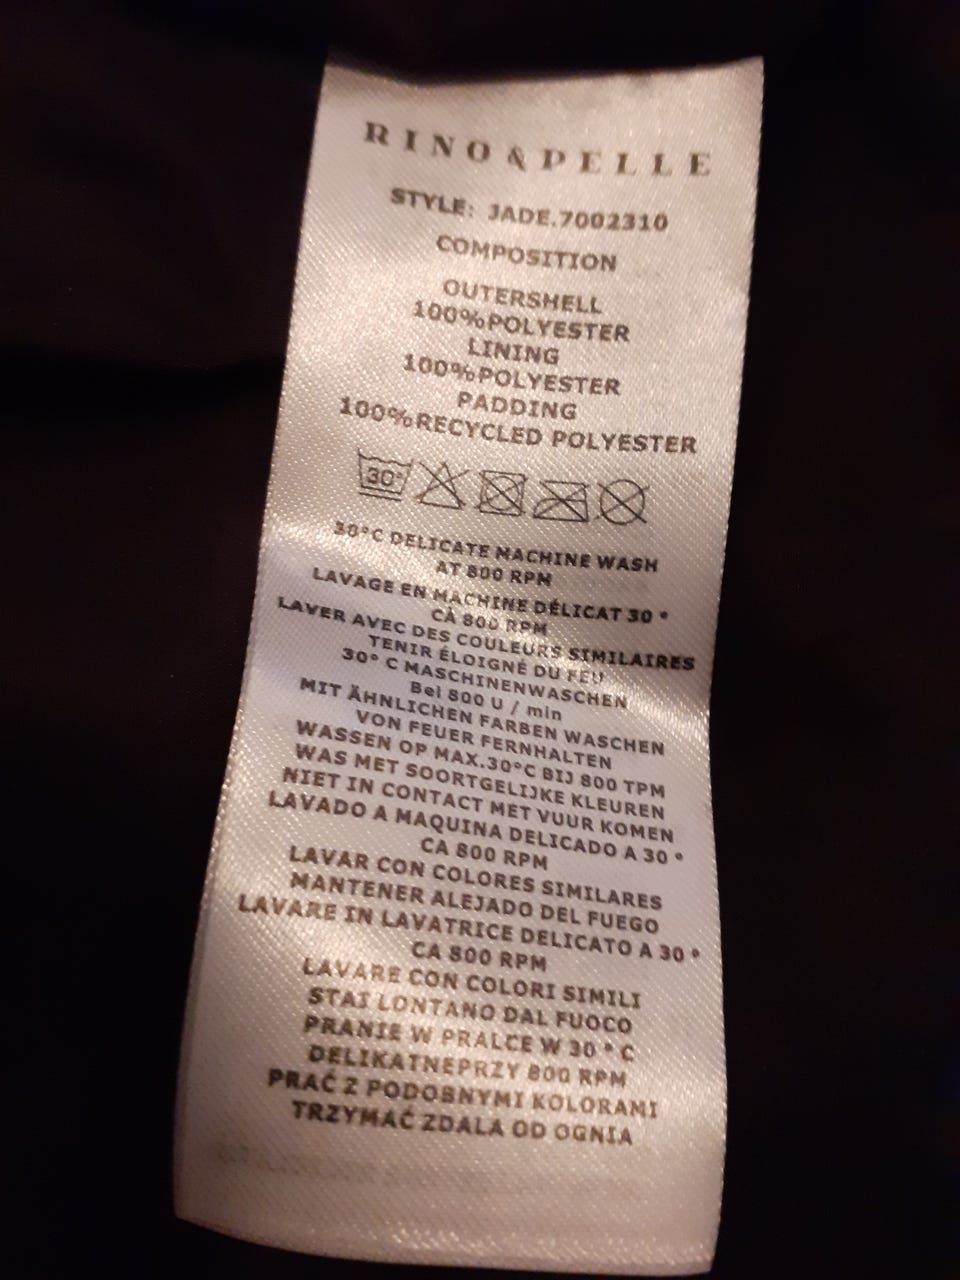 RINO & PELLE
STYLE: JADE.7002310
COMPOSITION
OUTERSHELL
100%POLYESTER
LINING
100%POLYESTER
PADDING
100%RECYCLED POLYESTER
30°
30°C DELICATE MACHINE WASH
AT 800 RPM
LAVAGE EN MACHINE DÉLICAT 30 °
CÀ 800 RPM
LAVER AVEC DES COULEURS SIMILAIRES
TENIR ÉLOIGNÉ DU FEU
30° C MASCHINENWASCHEN
Bei 800 U / min
MIT ÄHNLICHEN FARBEN WASCHEN
VON FEUER FERNHALTEN
WASSEN OP MAX.30°C BIJ 800 TPM
WAS MET SOORTGELIJKE KLEUREN
NIET IN CONTACT MET VUUR KOMEN
LAVADO A MAQUINA DELICADO A 30 °
CA 800 RPM
LAVAR CON COLORES SIMILARES
MANTENER ALEJADO DEL FUEGO
LAVARE IN LAVATRICE DELICATO A 30 °
CA 800 RPM
LAVARE CON COLORI SIMILI
STAI LONTANO DAL FUOCO
PRANIE W PRALCE W 30 ° C
DELIKATNEPRZY 800 RPM
PRAĆ Z PODOBNYMI KOLORAMI
TRZYMAĆ ZDALA OD OGNIA